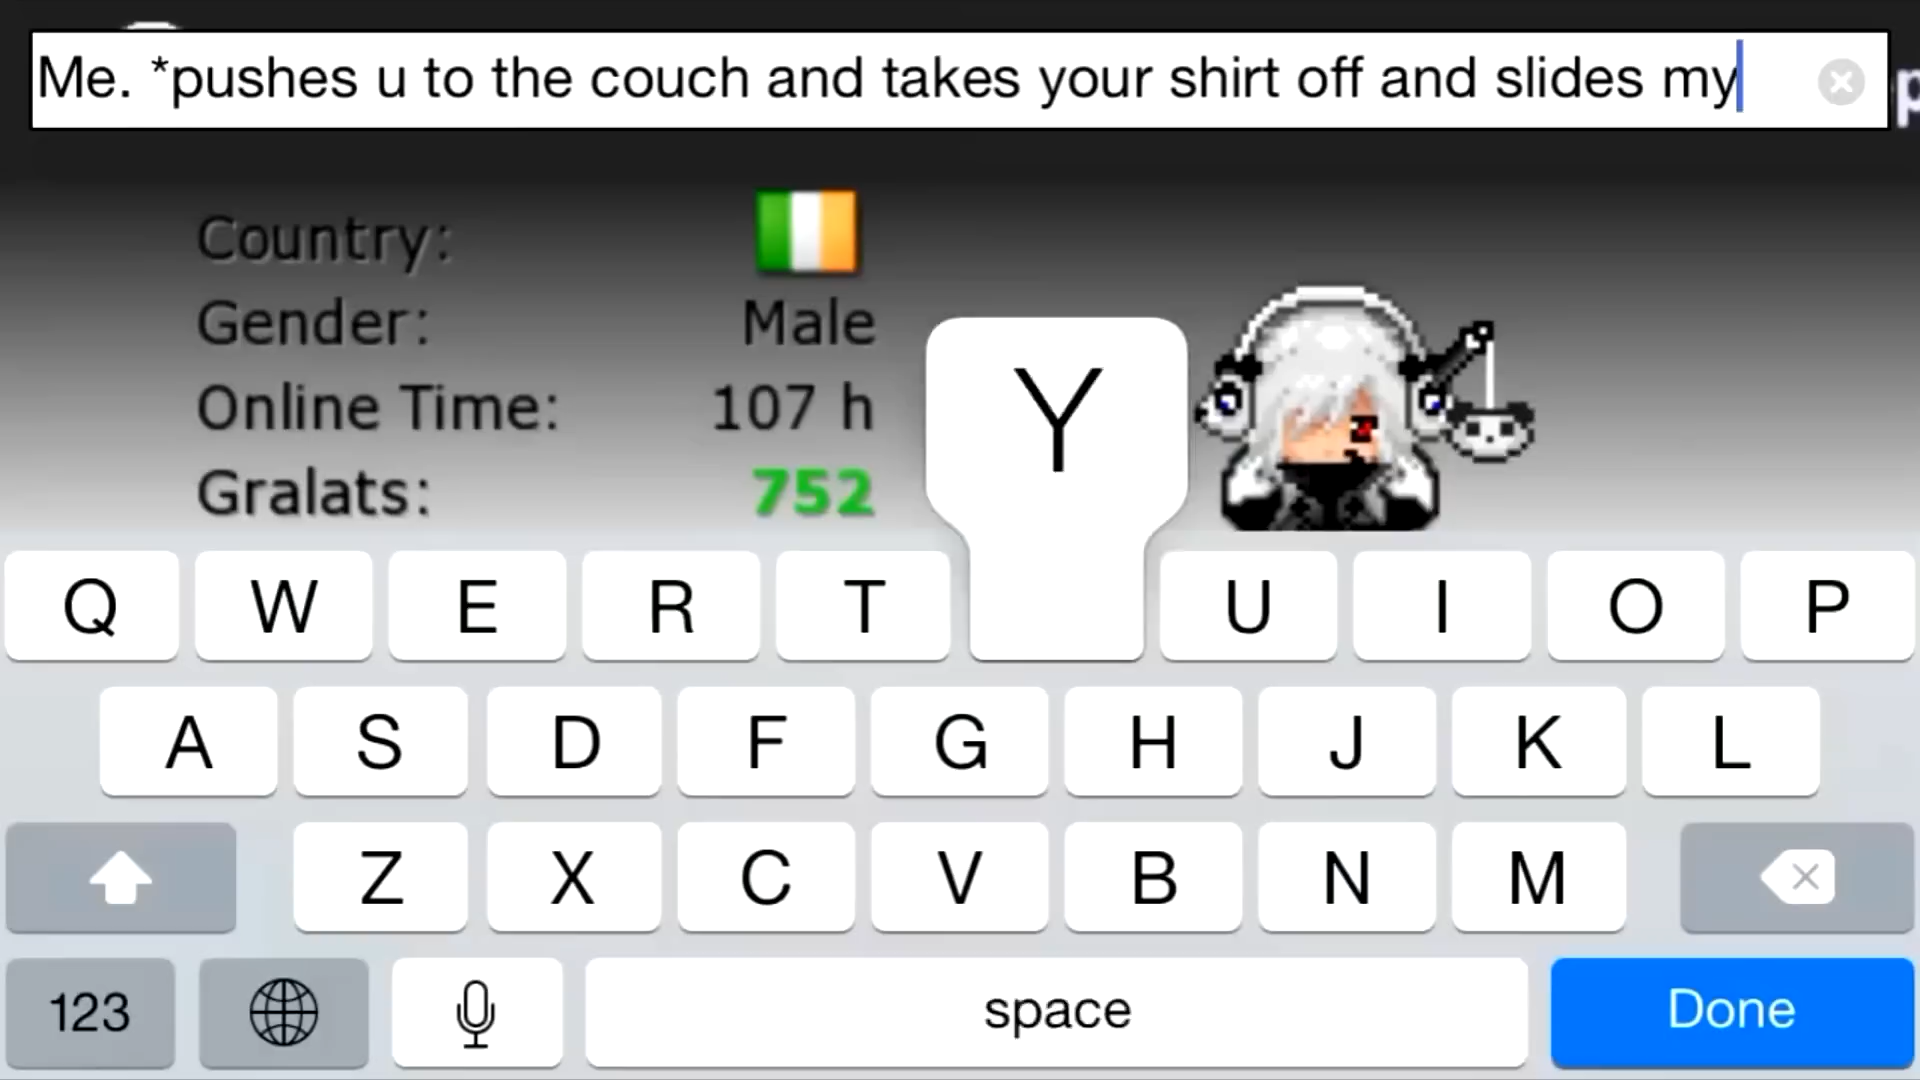 Me. *pushes u to the couch and takes your shirt off and slides my
p
Country:
Gender: Male
Online Time: 107 h
Gralats: 752
Y
Q W E R T U I O P
A S D F G H J K L
Z X C V B N M
123 space Done